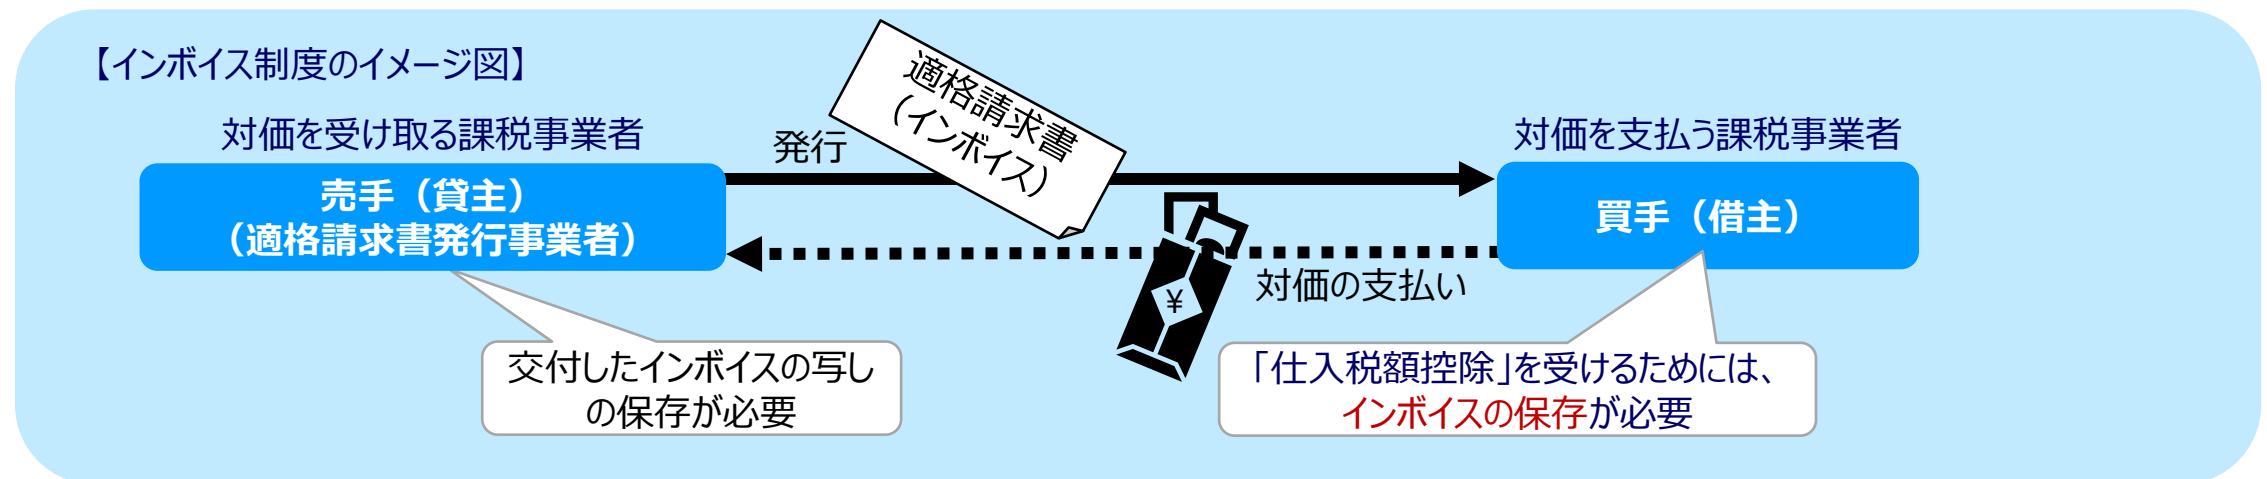 【インボイス制度のイメージ図】
対価を受け取る課税事業者
売手（貸主）
（適格請求書発行事業者）
発行
適格請求書
（インボイス）
対価を支払う課税事業者
買手（借主）
¥
対価の支払い
交付したインボイスの写し
の保存が必要
「仕入税額控除」を受けるためには、
インボイスの保存が必要